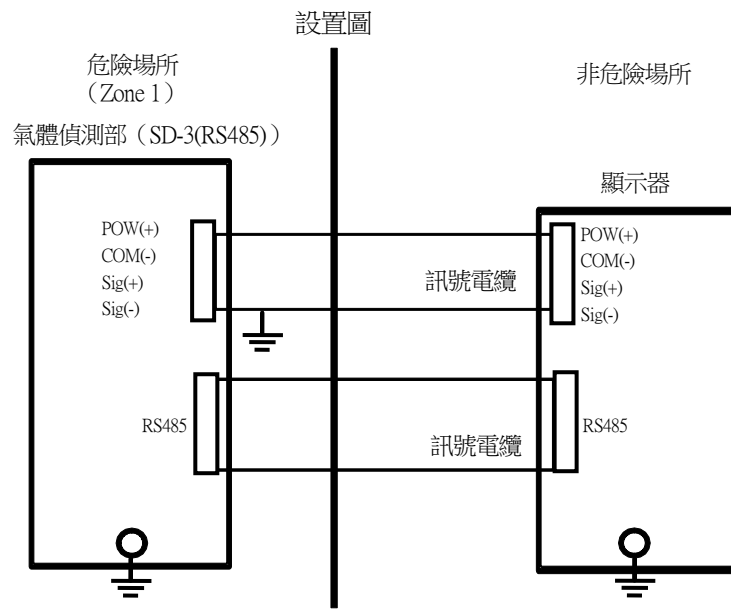 設置圖
危險場所
（Zone 1）
氣體偵測部（SD-3(RS485)）
POW(+)
COM(-)
Sig(+)
Sig(-)
RS485
訊號電纜
訊號電纜
非危險場所
顯示器
POW(+)
COM(-)
Sig(+)
Sig(-)
RS485